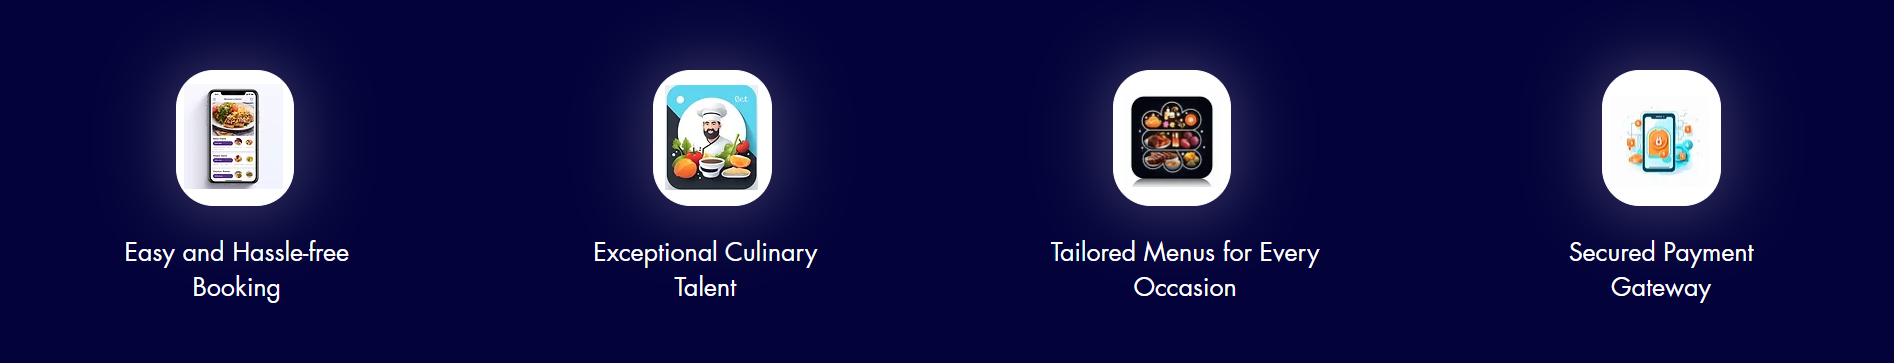 Easy and Hassle-free
Booking
Exceptional Culinary
Talent
Tailored Menus for Every
Occasion
Secured Payment
Gateway